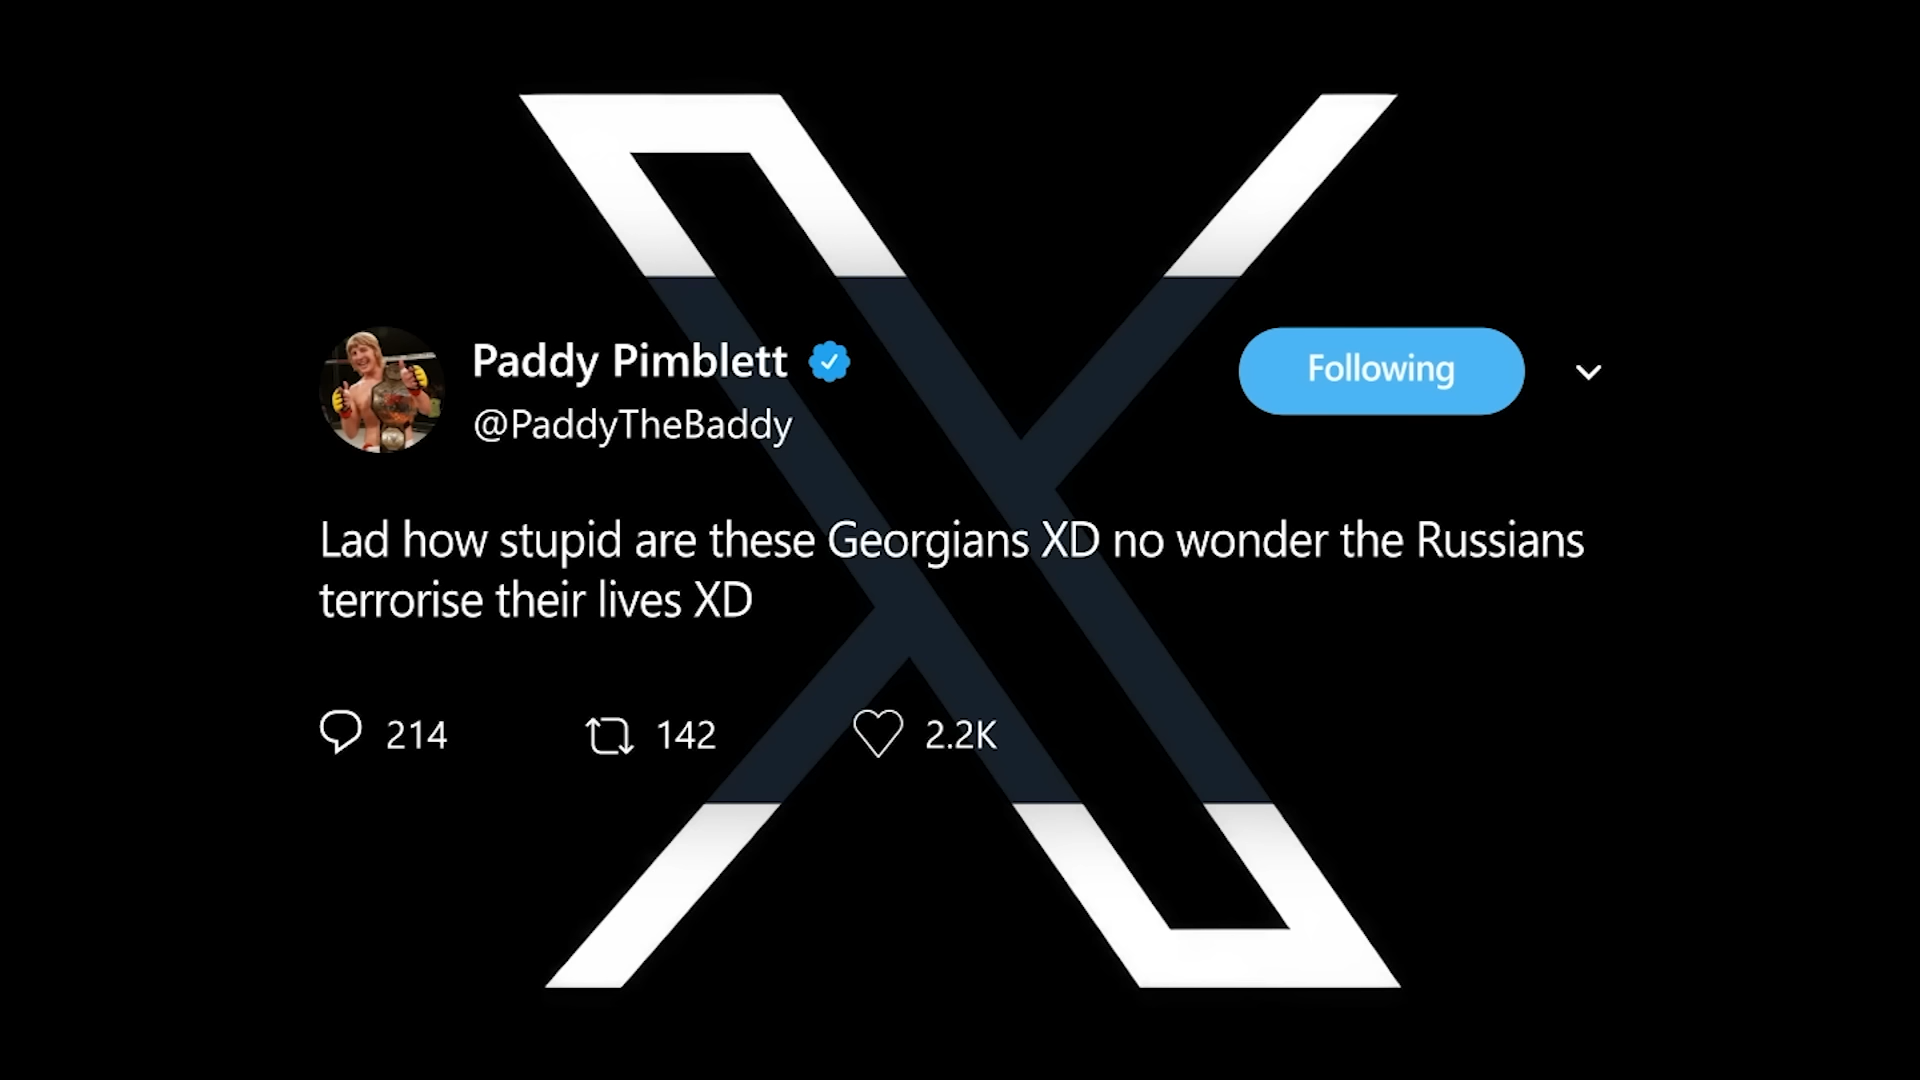 Paddy Pimblett
@PaddyTheBaddy
Following
Lad how stupid are these Georgians XD no wonder the Russians
terrorise their lives XD
214
142
2.2K